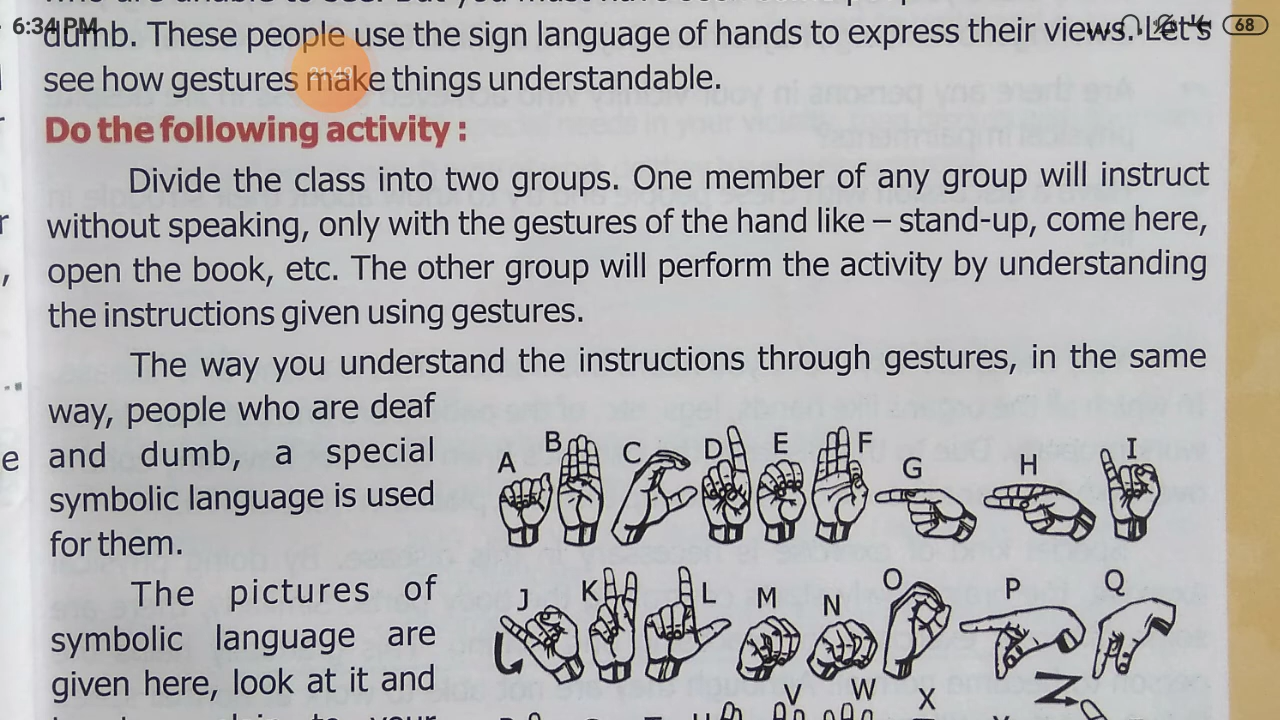 6:34 PM
68
dumb. These people use the sign language of hands to express their views. Let's
see how gestures make things understandable.
21:49
Do the following activity :
Divide the class into two groups. One member of any group will instruct
without speaking, only with the gestures of the hand like – stand-up, come here,
open the book, etc. The other group will perform the activity by understanding
the instructions given using gestures.
The way you understand the instructions through gestures, in the same
way, people who are deaf
and dumb, a special
symbolic language is used
for them.
The pictures of
symbolic language are
given here, look at it and
A B C D E F G H I
J K L M N O P Q
V W X Z